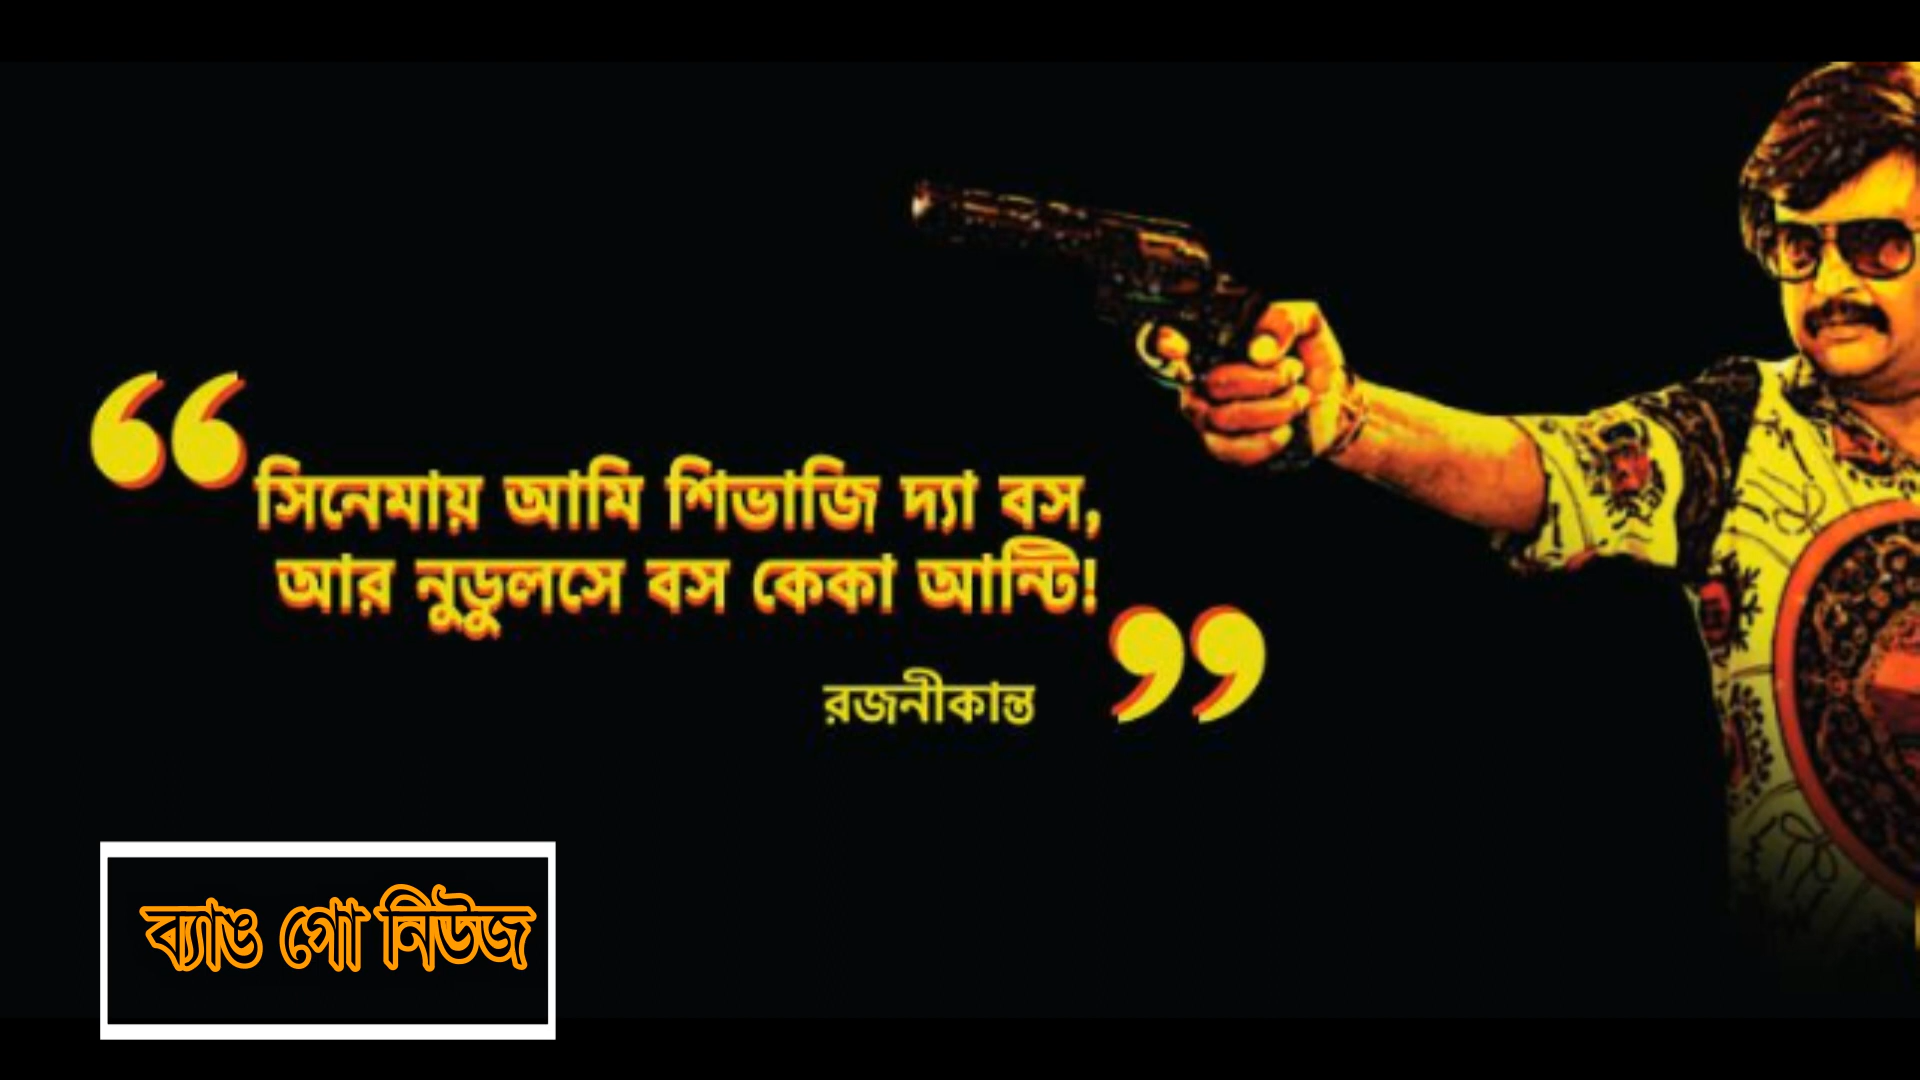 “সিনেমায় আমি শিভাজি দ্যা বস,
আর নুডুলসে বস কেকা আন্টি!”
রজনীকান্ত
ব্যাঙ গো নিউজ